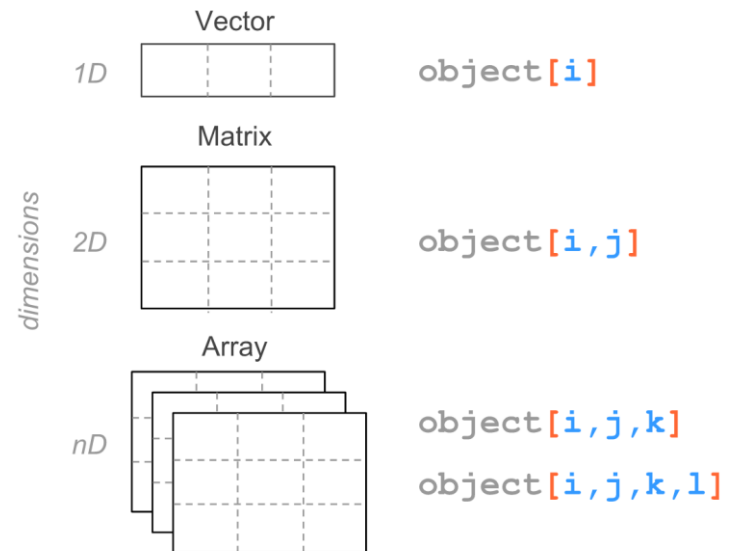 Vector
1D
object[i]
Matrix
dimensions
2D
object[i,j]
Array
nD
object[i,j,k]
object[i,j,k,l]